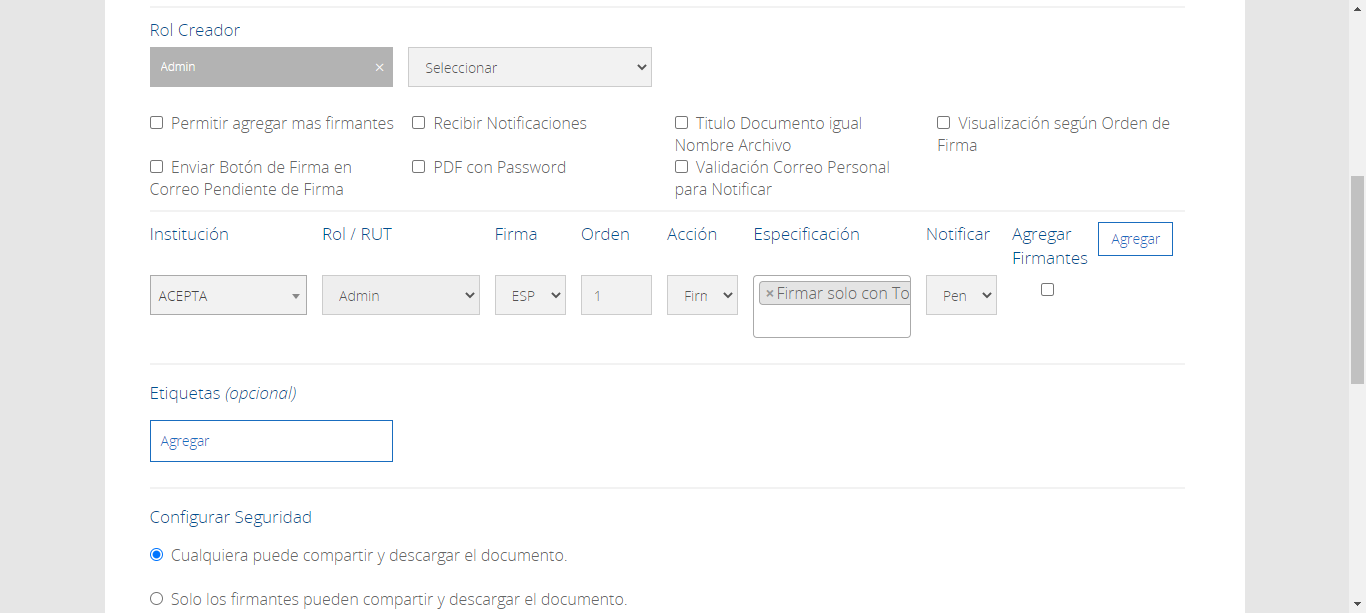 Rol Creador
Admin ×
Seleccionar
Permitir agregar mas firmantes
Recibir Notificaciones
Titulo Documento igual
Nombre Archivo
Visualización según Orden de
Firma
Enviar Botón de Firma en
Correo Pendiente de Firma
PDF con Password
Validación Correo Personal
para Notificar
Institución
Rol / RUT
Firma
Orden
Acción
Especificación
Notificar
Agregar
Firmantes
Agregar
ACEPTA
Admin
ESP
1
Firn
×Firmar solo con To
Pen
Etiquetas (opcional)
Agregar
Configurar Seguridad
Cualquiera puede compartir y descargar el documento.
Solo los firmantes pueden compartir y descargar el documento.